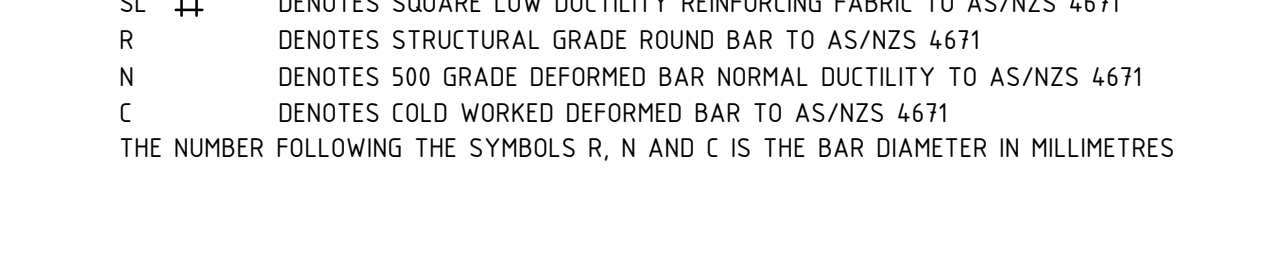 SL DENOTES SQUARE LOW DUCTILITY REINFORCING FABRIC TO AS/NZS 4671
R DENOTES STRUCTURAL GRADE ROUND BAR TO AS/NZS 4671
N DENOTES 500 GRADE DEFORMED BAR NORMAL DUCTILITY TO AS/NZS 4671
C DENOTES COLD WORKED DEFORMED BAR TO AS/NZS 4671
THE NUMBER FOLLOWING THE SYMBOLS R, N AND C IS THE BAR DIAMETER IN MILLIMETRES